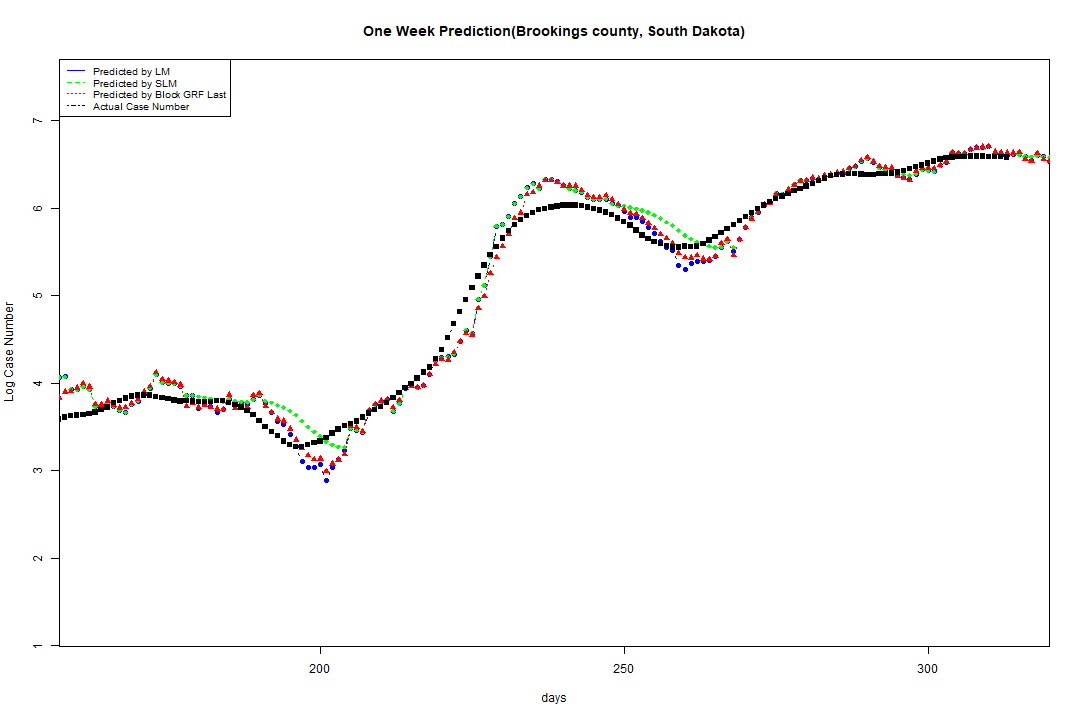 One Week Prediction(Brookings county, South Dakota)
Predicted by LM
Predicted by SLM
Predicted by Block GRF Last
Actual Case Number
7
6
5
4
3
2
1
Log Case Number
200 250 300
days